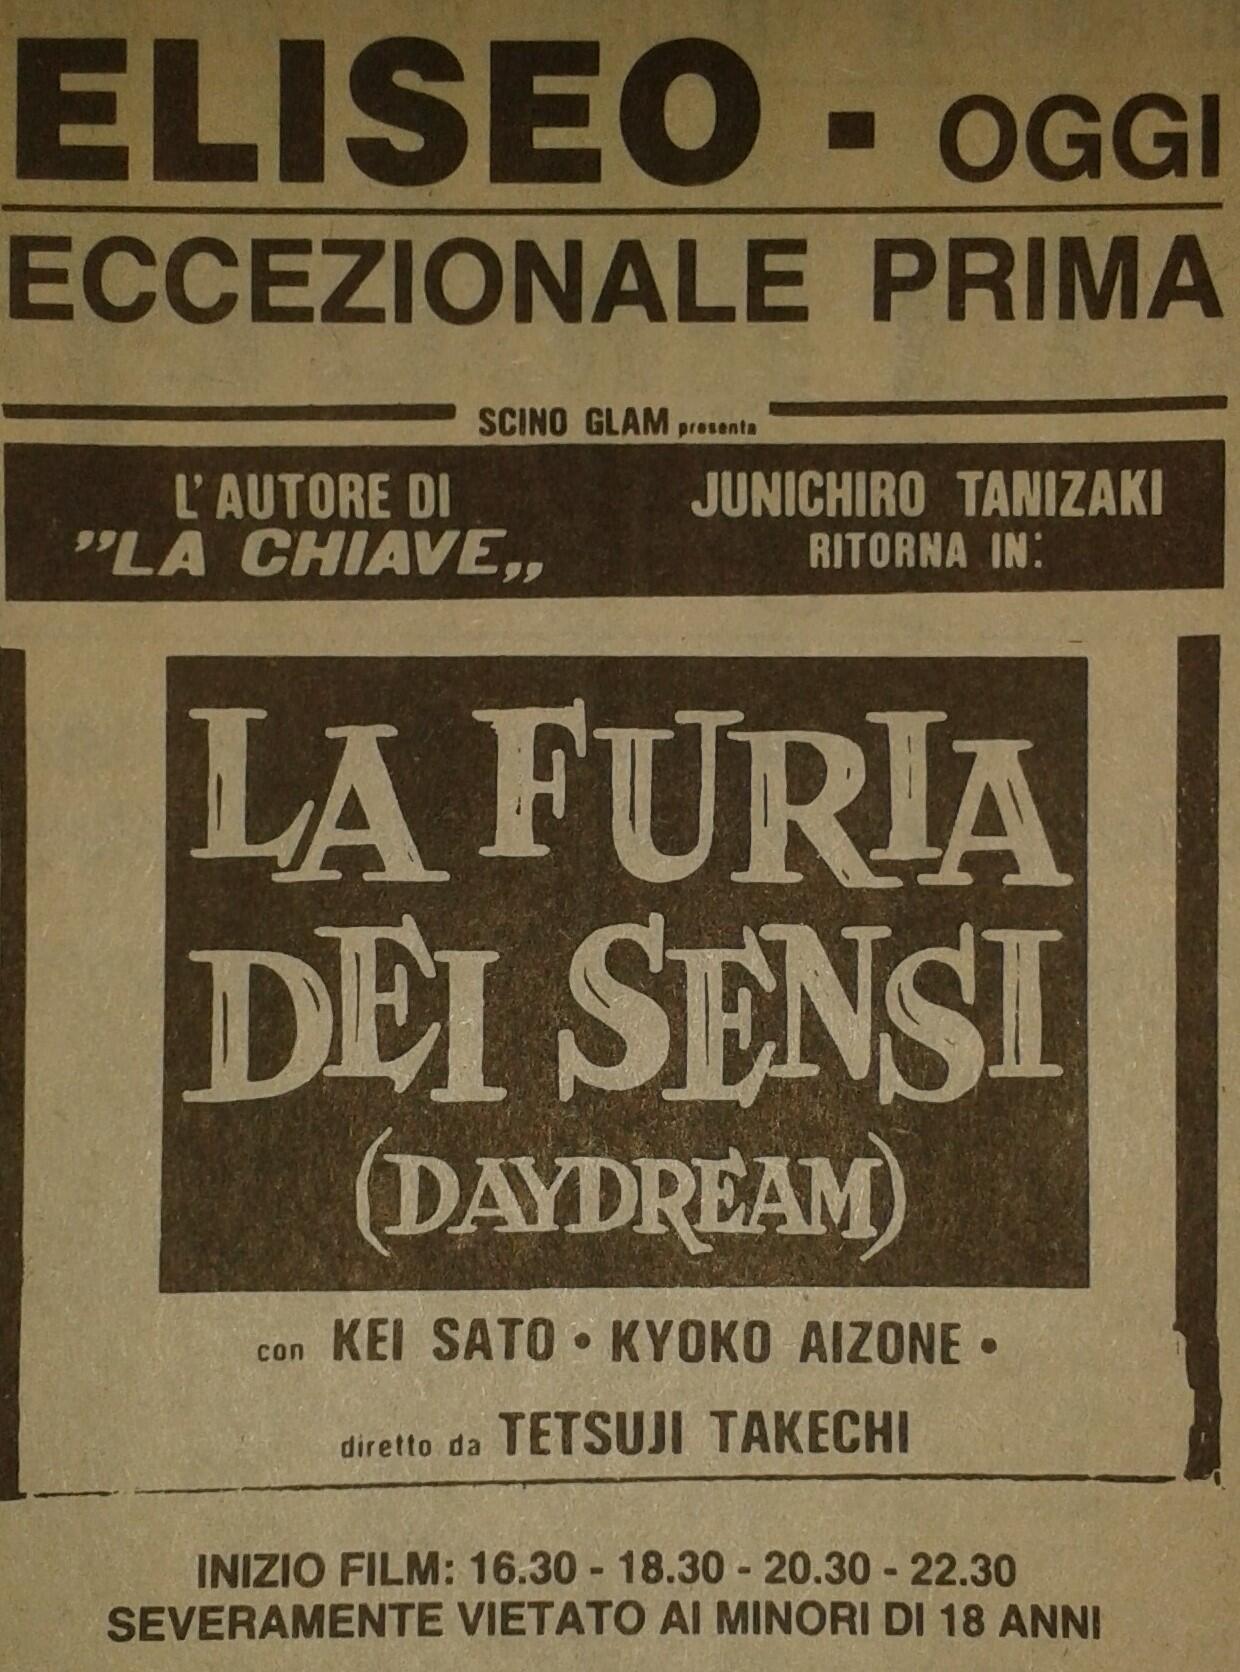 ELISEO - OGGI
ECCEZIONALE PRIMA
SCINO GLAM presenta
L'AUTORE DI
"LA CHIAVE„
JUNICHIRO TANIZAKI
RITORNA IN:
LA FURIA
DEI SENSI
(DAYDREAM)
con KEI SATO • KYOKO AIZONE •
diretto da TETSUJI TAKECHI
INIZIO FILM: 16.30 - 18.30 - 20.30 - 22.30
SEVERAMENTE VIETATO AI MINORI DI 18 ANNI